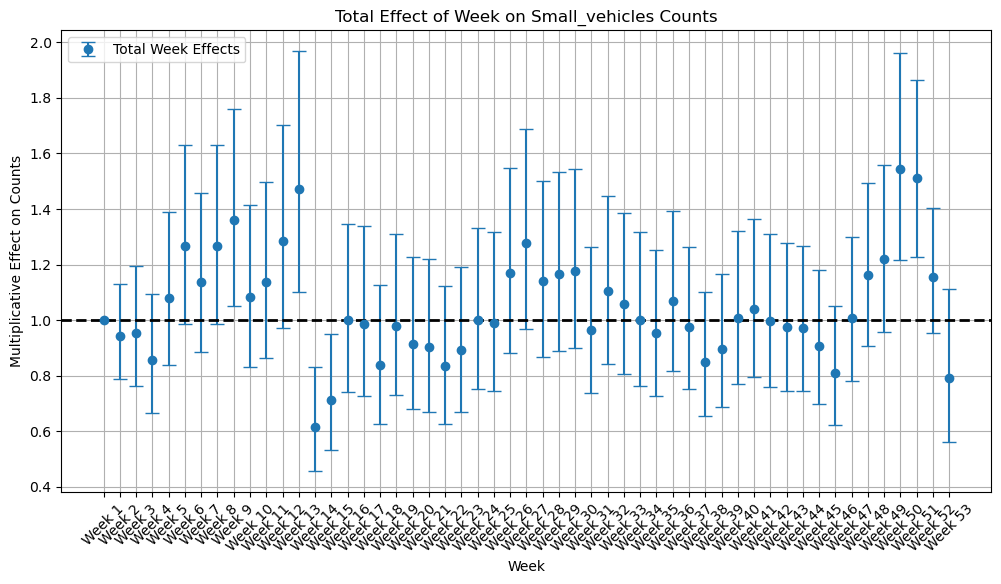 Total Effect of Week on Small_vehicles Counts
Total Week Effects
Multiplicative Effect on Counts
2.0
1.8
1.6
1.4
1.2
1.0
0.8
0.6
0.4
Week 1
Week 2
Week 3
Week 4
Week 5
Week 6
Week 7
Week 8
Week 9
Week 10
Week 11
Week 12
Week 13
Week 14
Week 15
Week 16
Week 17
Week 18
Week 19
Week 20
Week 21
Week 22
Week 23
Week 24
Week 25
Week 26
Week 27
Week 28
Week 29
Week 30
Week 31
Week 32
Week 33
Week 34
Week 35
Week 36
Week 37
Week 38
Week 39
Week 40
Week 41
Week 42
Week 43
Week 44
Week 45
Week 46
Week 47
Week 48
Week 49
Week 50
Week 51
Week 52
Week 53
Week